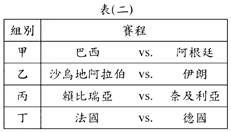 表(二)
組別 賽程
甲 巴西 vs. 阿根廷
乙 沙烏地阿拉伯 vs. 伊朗
丙 賴比瑞亞 vs. 奈及利亞
丁 法國 vs. 德國